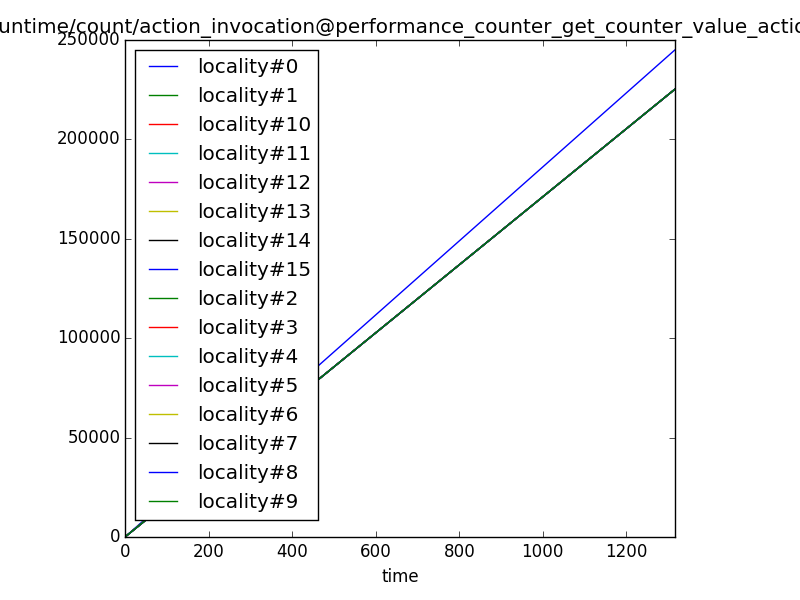 untime/count/action_invocation@performance_counter_get_counter_value_actio
250000
200000
150000
100000
50000
0
locality#0
locality#1
locality#10
locality#11
locality#12
locality#13
locality#14
locality#15
locality#2
locality#3
locality#4
locality#5
locality#6
locality#7
locality#8
locality#9
0 200 400 600 800 1000 1200
time